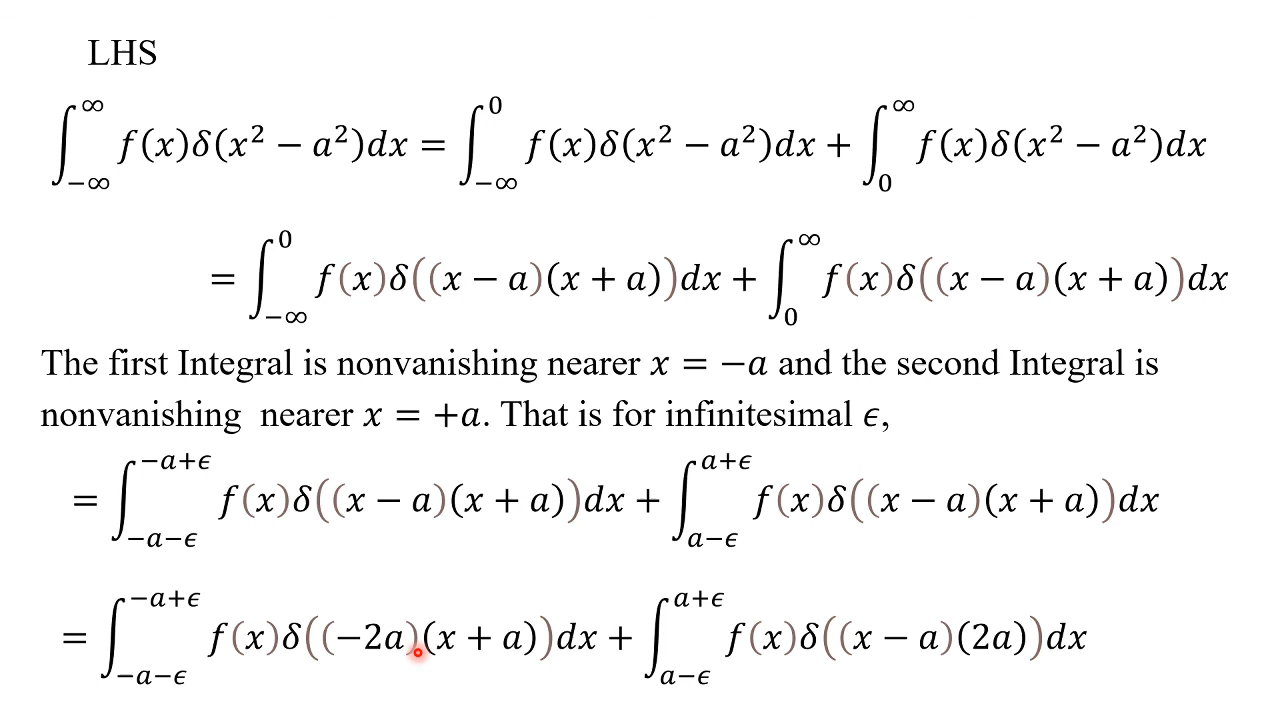 LHS
∫_{−∞}^{∞} f(x)δ(x² − a²)dx = ∫_{−∞}^{0} f(x)δ(x² − a²)dx + ∫_{0}^{∞} f(x)δ(x² − a²)dx
= ∫_{−∞}^{0} f(x)δ((x − a)(x + a))dx + ∫_{0}^{∞} f(x)δ((x − a)(x + a))dx
The first Integral is nonvanishing nearer x = −a and the second Integral is
nonvanishing nearer x = +a. That is for infinitesimal ϵ,
= ∫_{−a−ϵ}^{−a+ϵ} f(x)δ((x − a)(x + a))dx + ∫_{a−ϵ}^{a+ϵ} f(x)δ((x − a)(x + a))dx
= ∫_{−a−ϵ}^{−a+ϵ} f(x)δ((−2a)(x + a))dx + ∫_{a−ϵ}^{a+ϵ} f(x)δ((x − a)(2a))dx